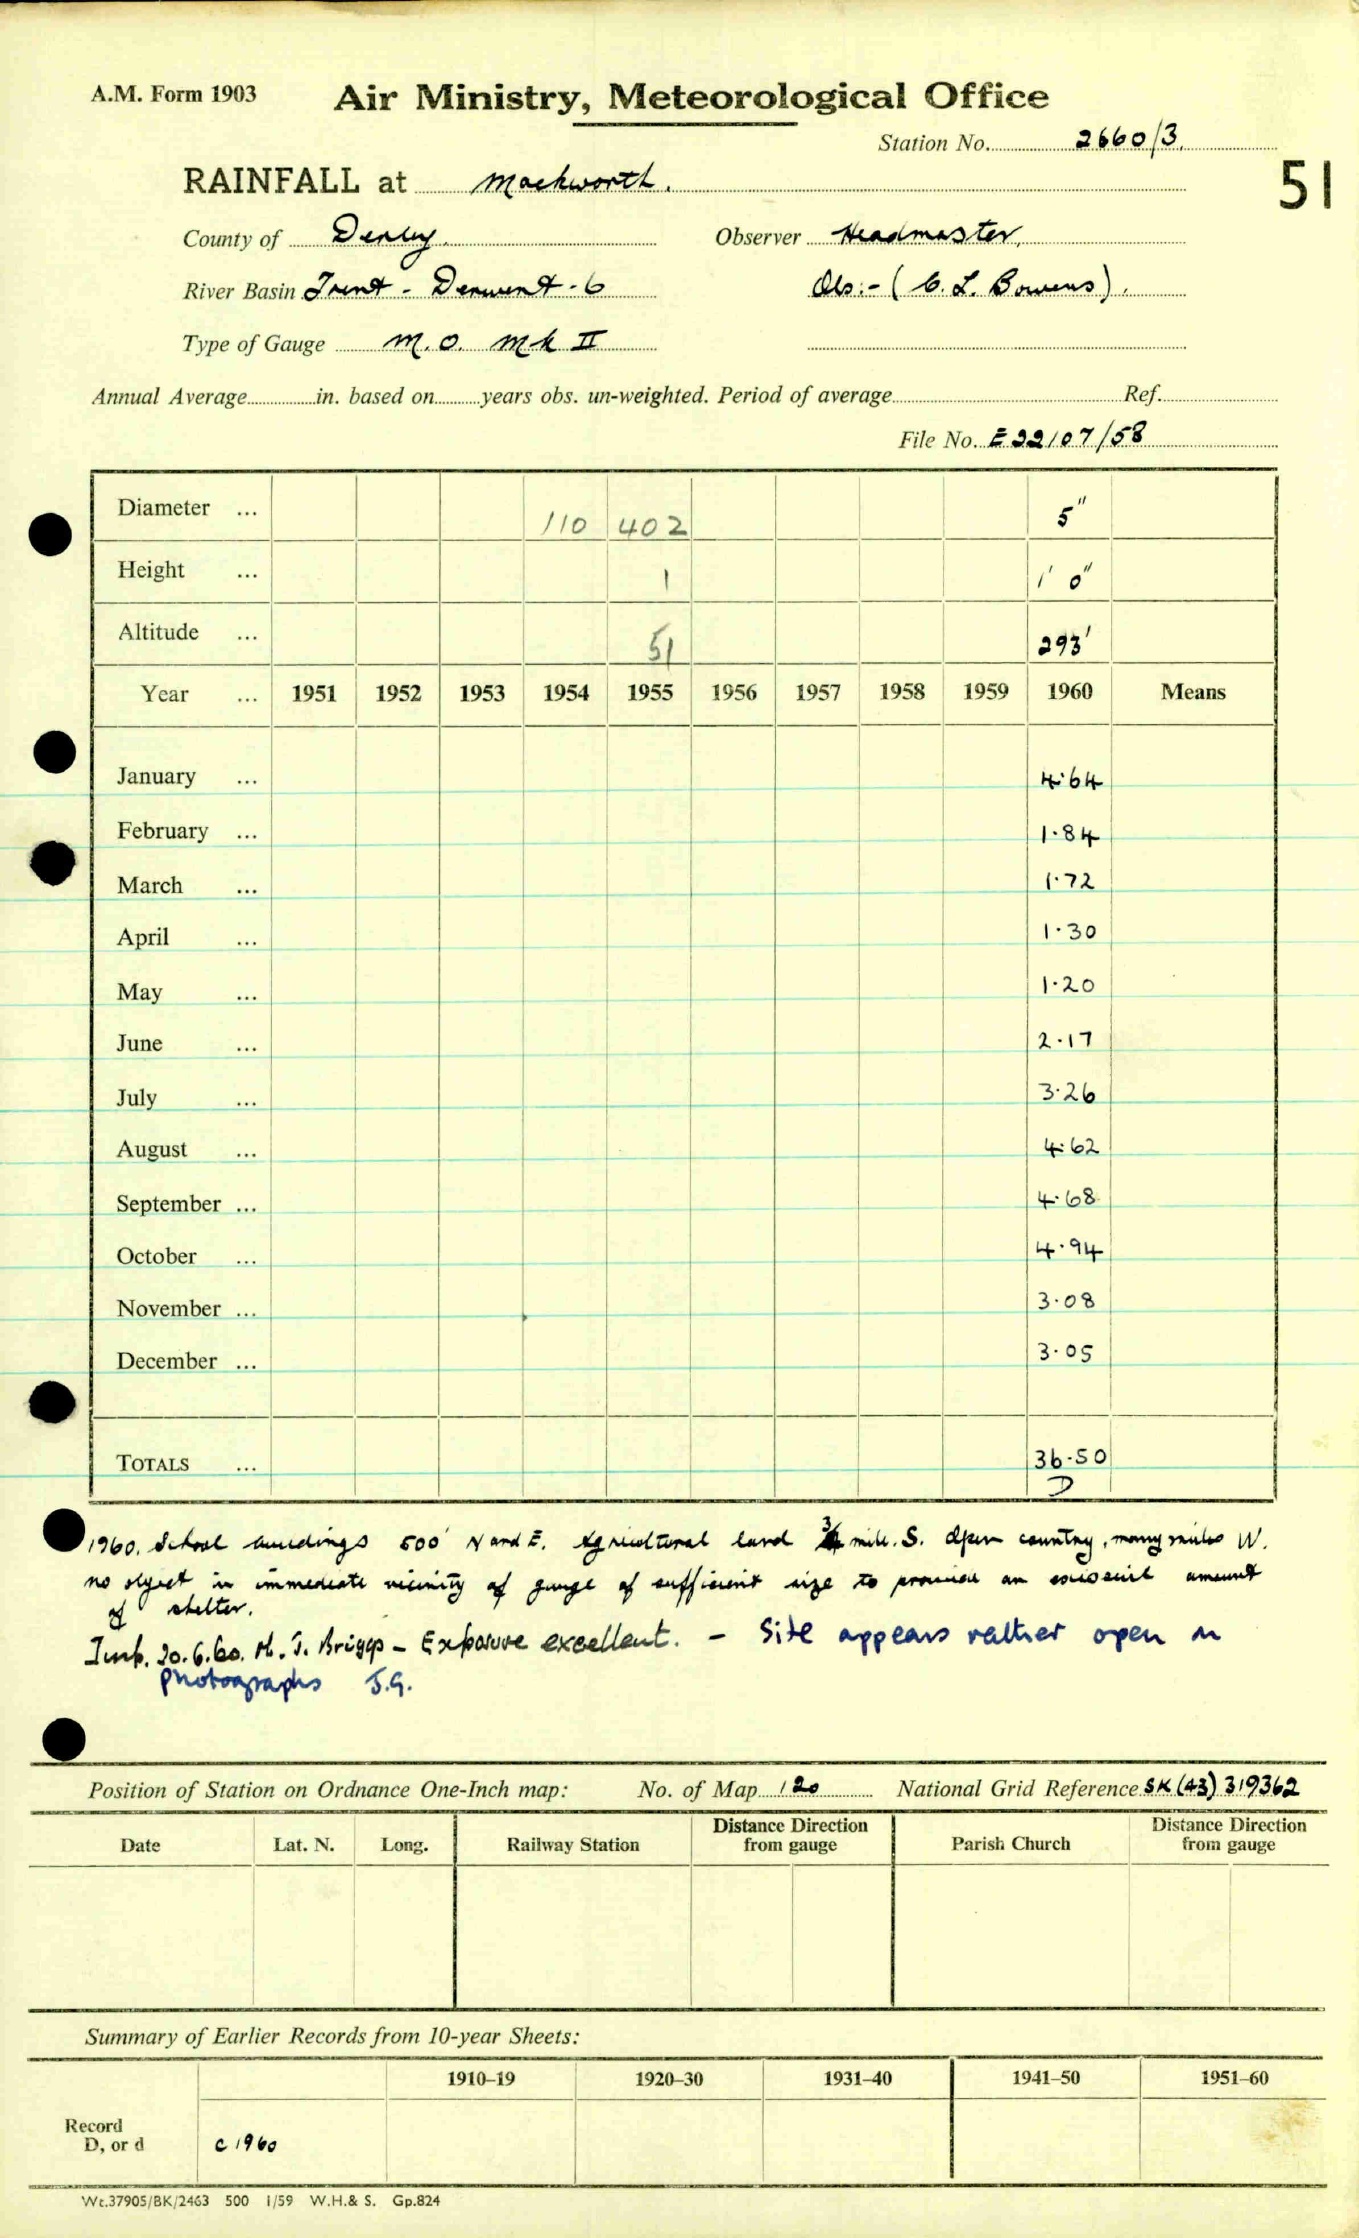 A.M. Form 1903 Air Ministry, Meteorological Office
Station No. 2660/3.
51
RAINFALL at Mackworth.
County of Derby. Observer Headmaster,
River Basin Trent - Derwent - 6 Obs:- (C. L. Bowens).
Type of Gauge M.O. Mk II
Annual Average in. based on years obs. un-weighted. Period of average Ref.
File No. E22107/58
Diameter ... 110 402 5"
Height ... 1 1' 0"
Altitude ... 51 293'
Year ... 1951 1952 1953 1954 1955 1956 1957 1958 1959 1960 Means
January ... 4.64
February ... 1.84
March ... 1.72
April ... 1.30
May ... 1.20
June ... 2.17
July ... 3.26
August ... 4.62
September ... 4.68
October ... 4.94
November ... 3.08
December ... 3.05
TOTALS ... 36.50
D
1960. School buildings 500' N and E. Agricultural land 3/4 mile. S. Open country, many miles W.
no object in immediate vicinity of gauge of sufficient size to provide an excessive amount
of shelter.
Insp. 20.6.60. H. J. Briggs - Exposure excellent. - Site appears rather open in
photographs J.G.
Position of Station on Ordnance One-Inch map: No. of Map 120 National Grid Reference SK (43) 319362
Date Lat. N. Long. Railway Station Distance Direction from gauge Parish Church Distance Direction from gauge
Summary of Earlier Records from 10-year Sheets:
1910–19 1920–30 1931–40 1941–50 1951–60
Record
D, or d c 1960
Wt.37905/BK/2463 500 1/59 W.H.& S. Gp.824